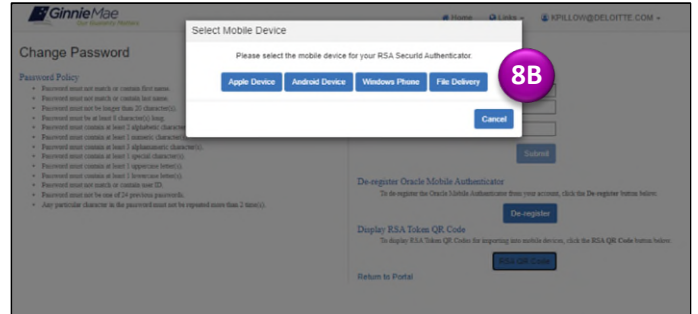 Ginnie Mae
Our Guaranty Matters
Home
Links
KPILLOVI@DELOITTE.COM
Select Mobile Device
Please select the mobile device for your RSA SecurId Authenticator.
Apple Device
Android Device
Windows Phone
File Delivery
8B
Cancel
Change Password
Password Policy
Password must not match or contain first name.
Password must not match or contain last name.
Password must not be longer than 20 character(s).
Password must be at least 8 character(s) long.
Password must contain at least 2 alphabetic character
Password must contain at least 1 numeric character(s)
Password must contain at least 3 alphanumeric character(s).
Password must contain at least 1 special character(s).
Password must contain at least 1 uppercase letter(s).
Password must contain at least 1 lowercase letter(s).
Password must not match or contain user ID.
Password must not be one of 24 previous passwords.
Any particular character in the password must not be repeated more than 2 time(s).
Submit
De-register Oracle Mobile Authenticator
To de-register the Oracle Mobile Authenticator from your account, click the De-register button below.
De-register
Display RSA Token QR Code
To display RSA Token QR Codes for importing into mobile devices, click the RSA QR Code button below.
RSA QR Code
Return to Portal